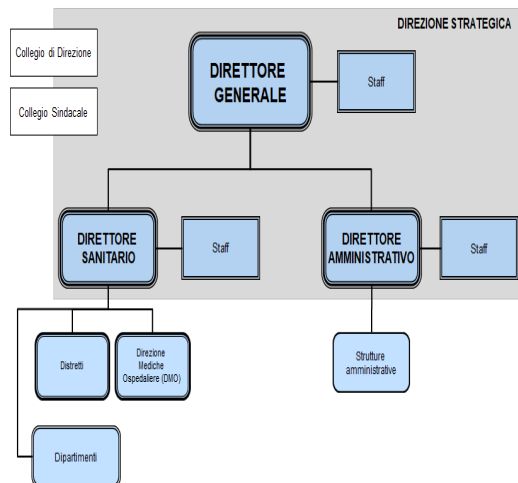 DIREZIONE STRATEGICA
Collegio di Direzione
Collegio Sindacale
DIRETTORE
GENERALE
Staff
DIRETTORE
SANITARIO
Staff
DIRETTORE
AMMINISTRATIVO
Staff
Distretti
Direzione
Mediche
Ospedaliere (DMO)
Strutture
amministrative
Dipartimenti